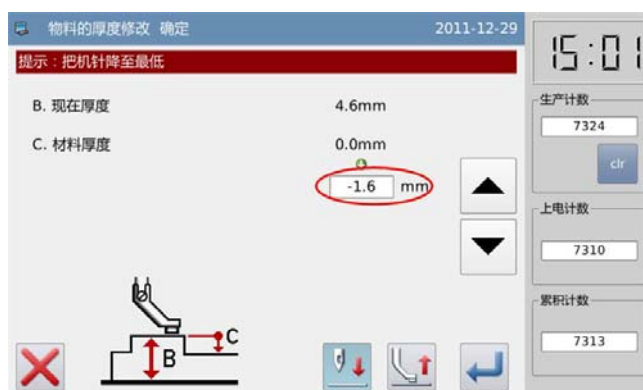 物料的厚度修改 确定 2011-12-29
提示：把机针降至最低
B. 现在厚度 4.6mm
C. 材料厚度 0.0mm
-1.6 mm
B
C
15:01
生产计数
7324
clr
上电计数
7310
累积计数
7313